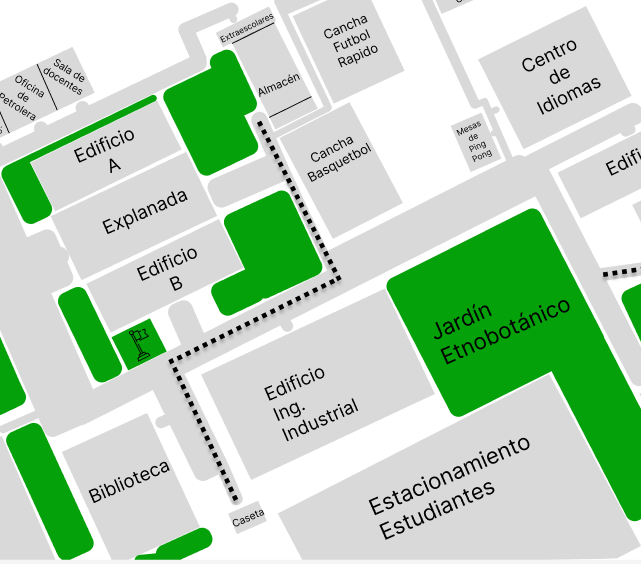 Extraescolares
Cancha
Futbol
Rapido
Sala de
docentes
Oficina
de
Petrolera
Almacén
Centro
de
Idiomas
Mesas
de
Ping
Pong
Edificio
A
Cancha
Basquetbol
Explanada
Edificio
B
Jardín
Etnobotánico
Edificio
Ing.
Industrial
Biblioteca
Estacionamiento
Estudiantes
Caseta